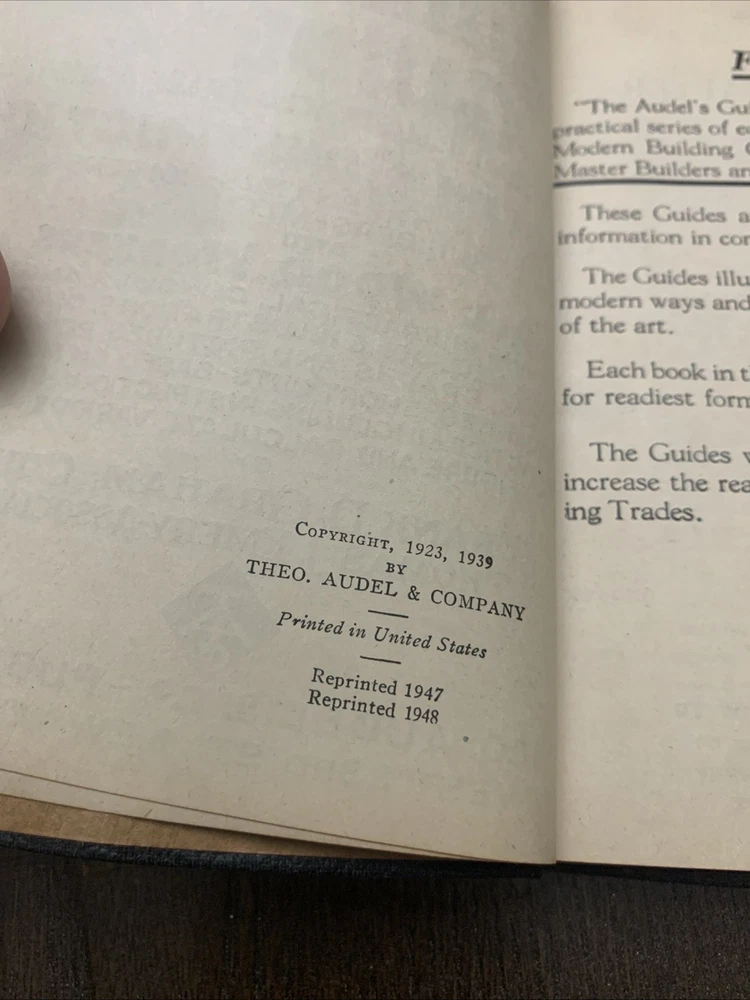 COPYRIGHT, 1923, 1939
BY
THEO. AUDEL & COMPANY
Printed in United States
Reprinted 1947
Reprinted 1948
F
"The Audel's Gu
practical series of e
Modern Building
Master Builders an
These Guides a
information in con
The Guides illu
modern ways and
of the art.
Each book in t
for readiest form
The Guides
increase the rea
ing Trades.